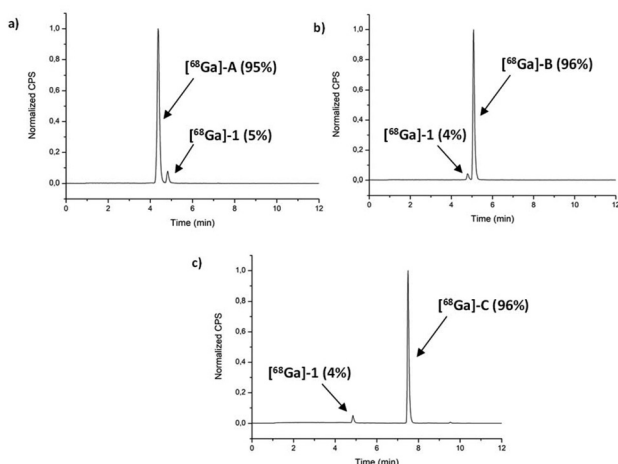 a)
1,0
0,8
0,6
0,4
0,2
0,0
Normalized CPS
0 2 4 6 8 10 12
Time (min)
[⁶⁸Ga]-A (95%)
[⁶⁸Ga]-1 (5%)
b)
1,0
0,8
0,6
0,4
0,2
0,0
Normalized CPS
0 2 4 6 8 10 12
Time (min)
[⁶⁸Ga]-B (96%)
[⁶⁸Ga]-1 (4%)
c)
1,0
0,8
0,6
0,4
0,2
0,0
Normalized CPS
0 2 4 6 8 10 12
Time (min)
[⁶⁸Ga]-C (96%)
[⁶⁸Ga]-1 (4%)